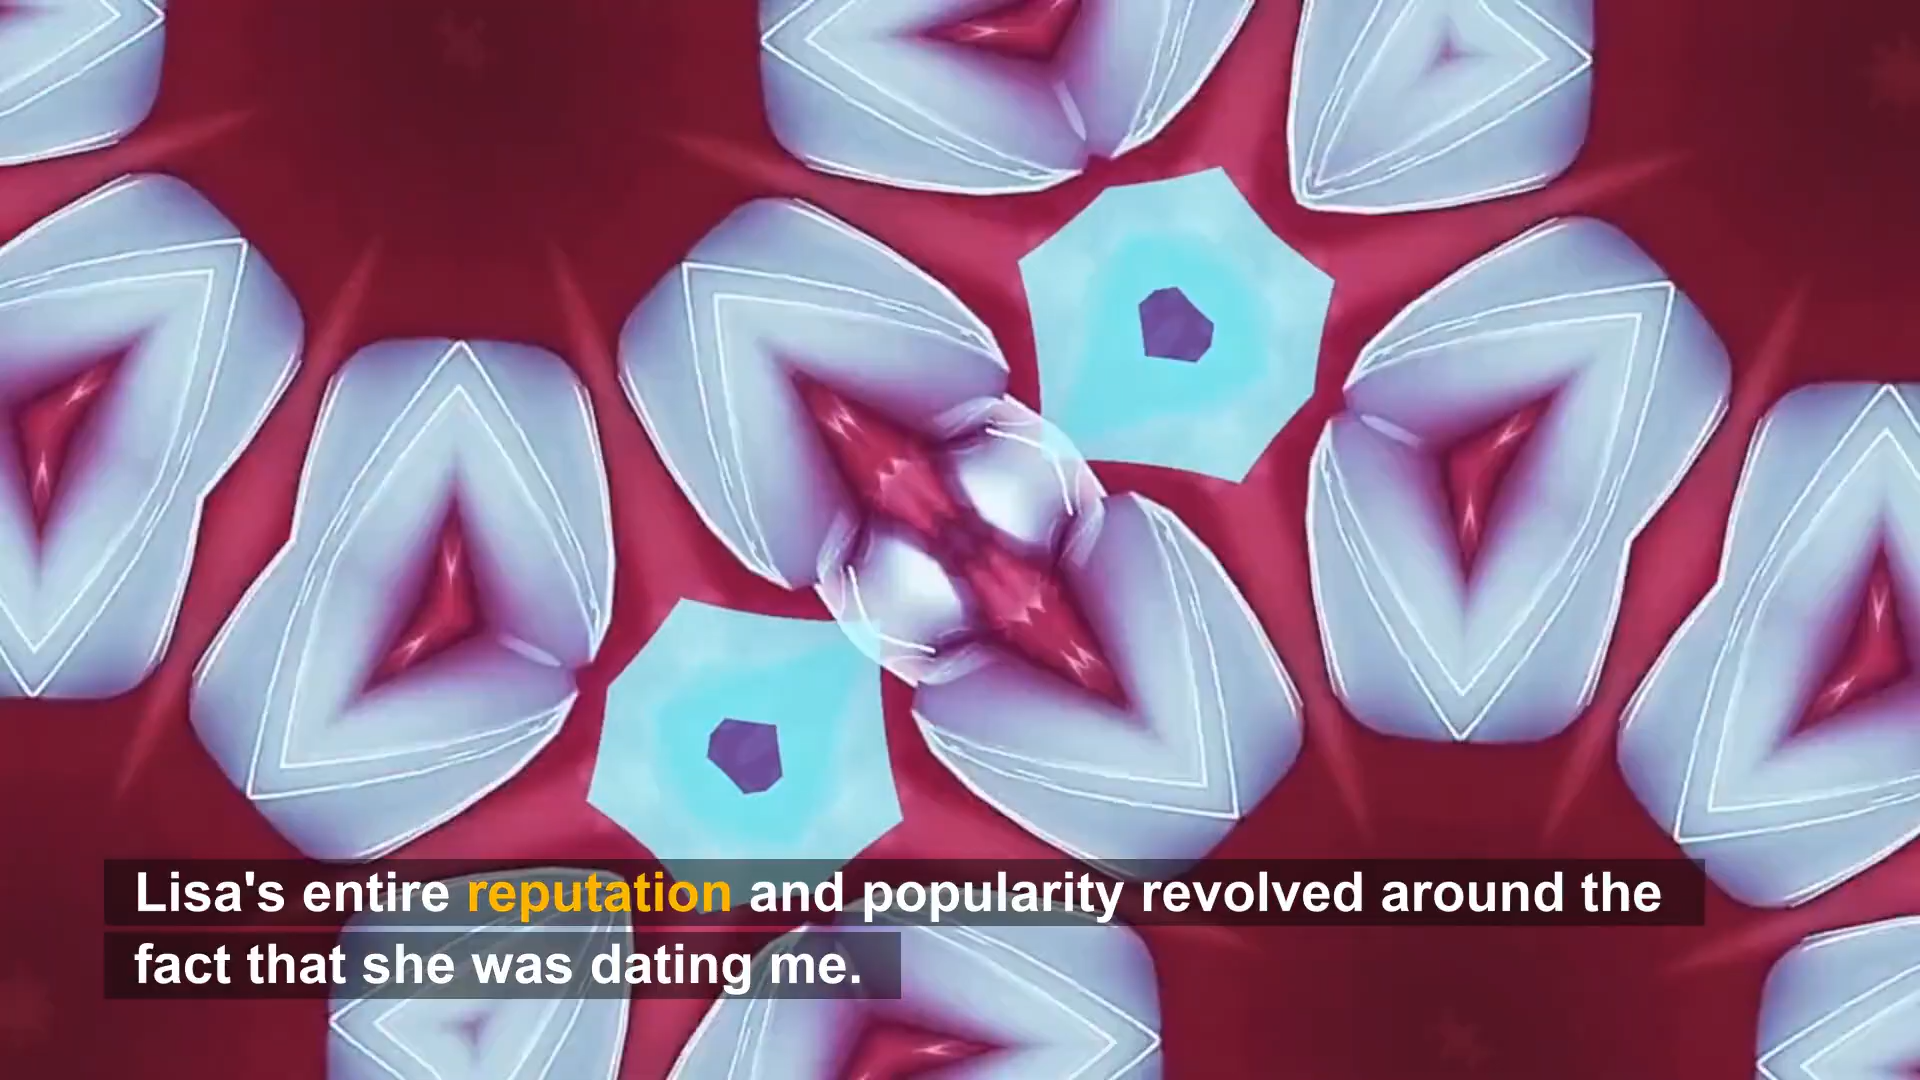 Lisa's entire reputation and popularity revolved around the
fact that she was dating me.